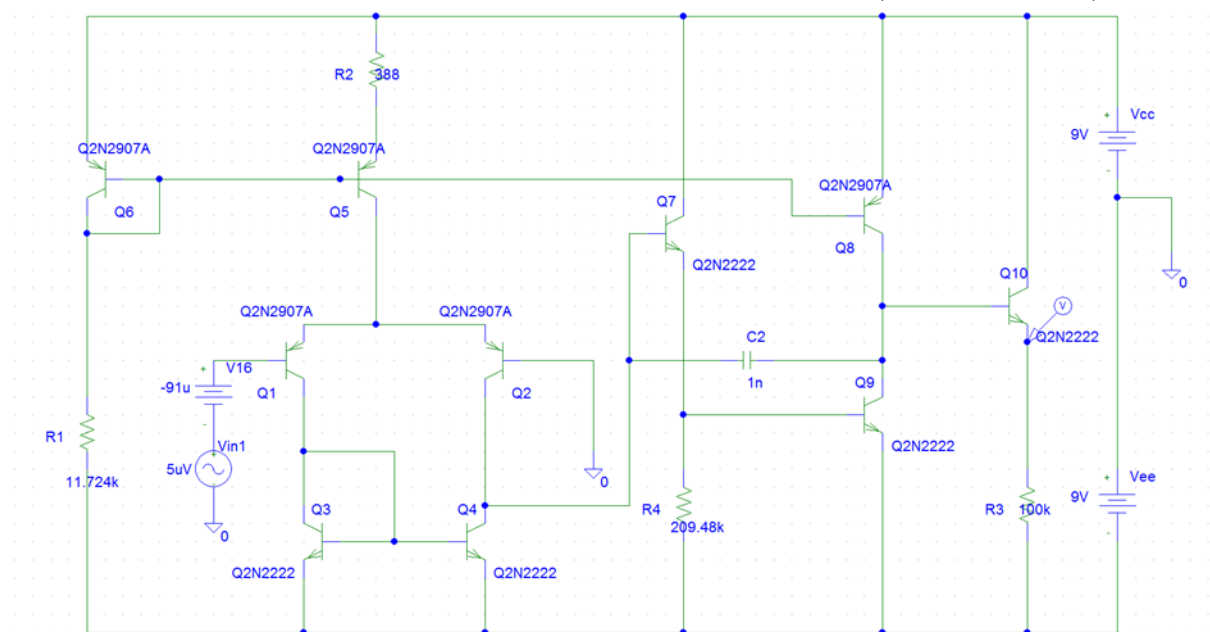 R2 388
Vcc
9V
Q2N2907A
Q2N2907A
Q6
Q5
Q2N2907A
Q7
Q8
Q2N2222
Q10
V
Q2N2222
0
Q2N2907A
Q2N2907A
C2
1n
V16
-91u
Q1
Q2
Q9
R1
11.724k
Vin1
5uV
Q2N2222
0
0
Q3
Q4
R4
209.48k
Vee
9V
R3 100k
Q2N2222
Q2N2222